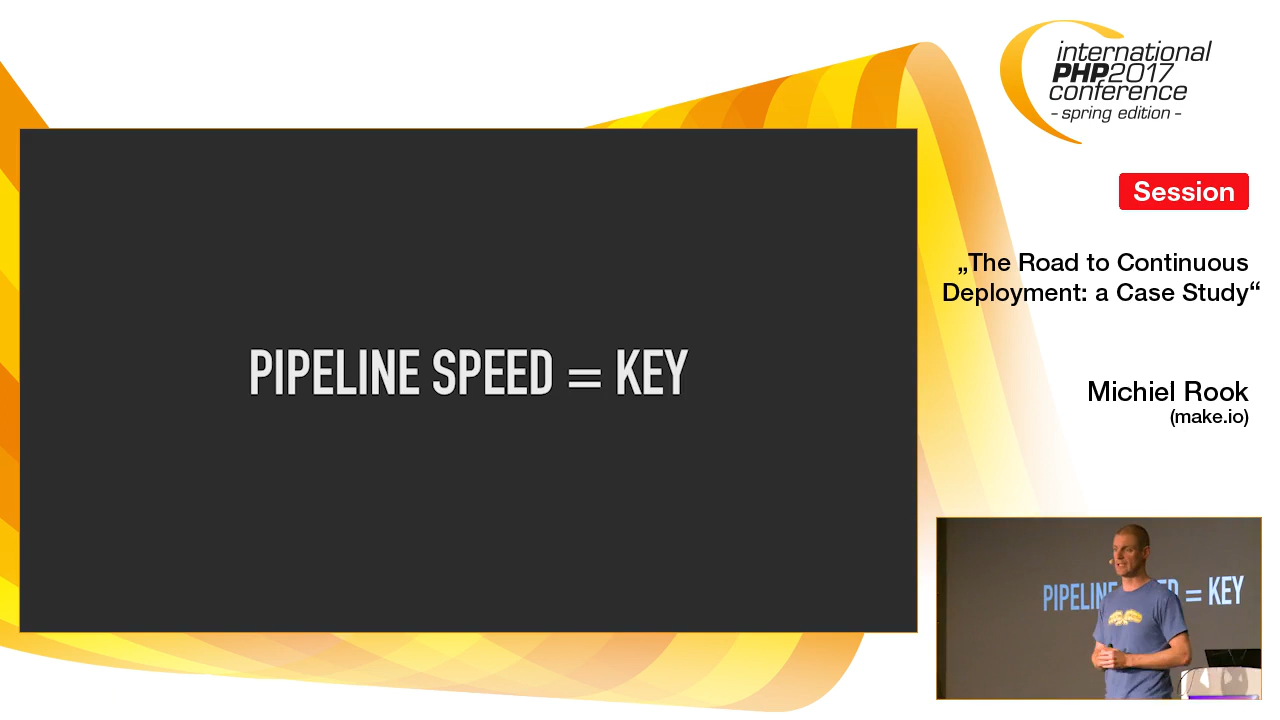 international
PHP2017
conference
- spring edition -
Session
„The Road to Continuous
Deployment: a Case Study“
PIPELINE SPEED = KEY
Michiel Rook
(make.io)
PIPELINE SPEED = KEY